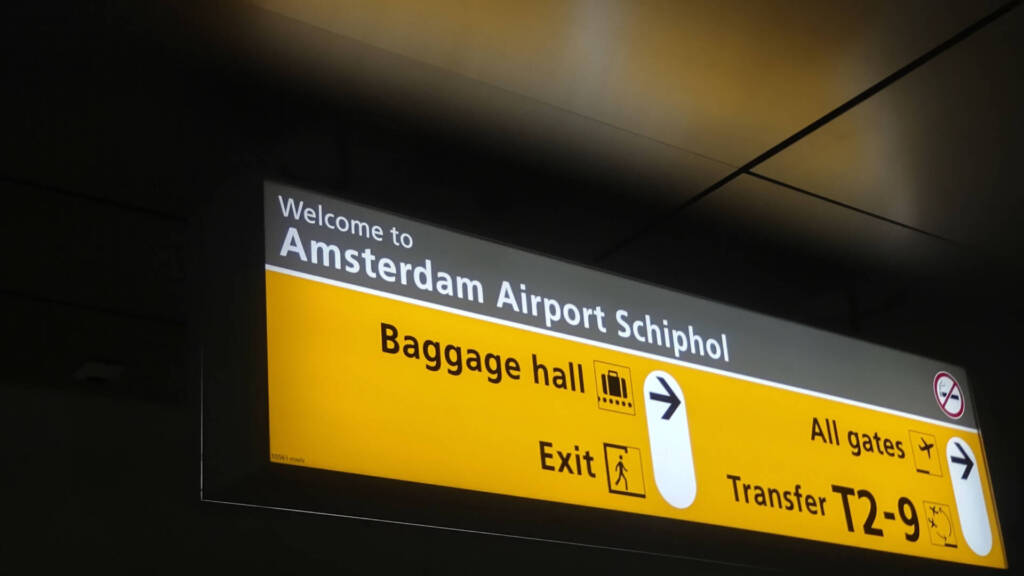 Welcome to
Amsterdam Airport Schiphol
Baggage hall
Exit
All gates
Transfer T2-9